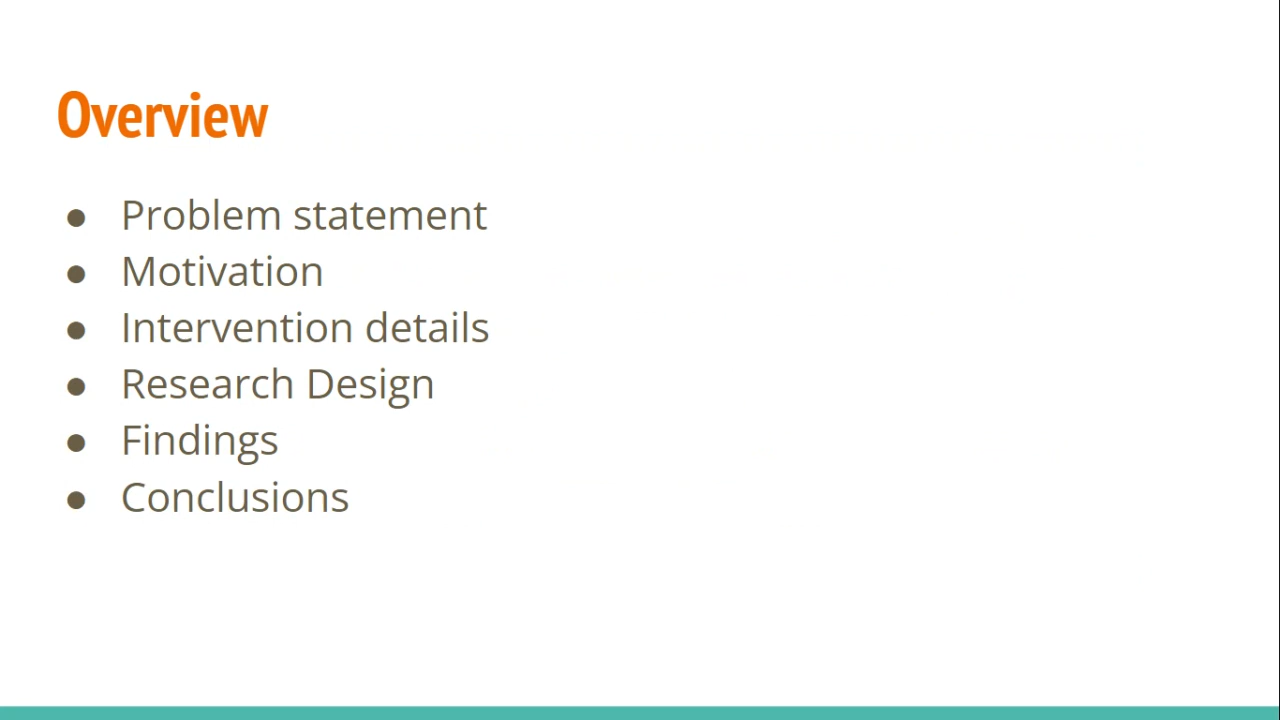 Overview
● Problem statement
● Motivation
● Intervention details
● Research Design
● Findings
● Conclusions